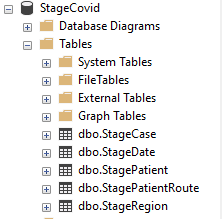 StageCovid
Database Diagrams
Tables
System Tables
FileTables
External Tables
Graph Tables
dbo.StageCase
dbo.StageDate
dbo.StagePatient
dbo.StagePatientRoute
dbo.StageRegion